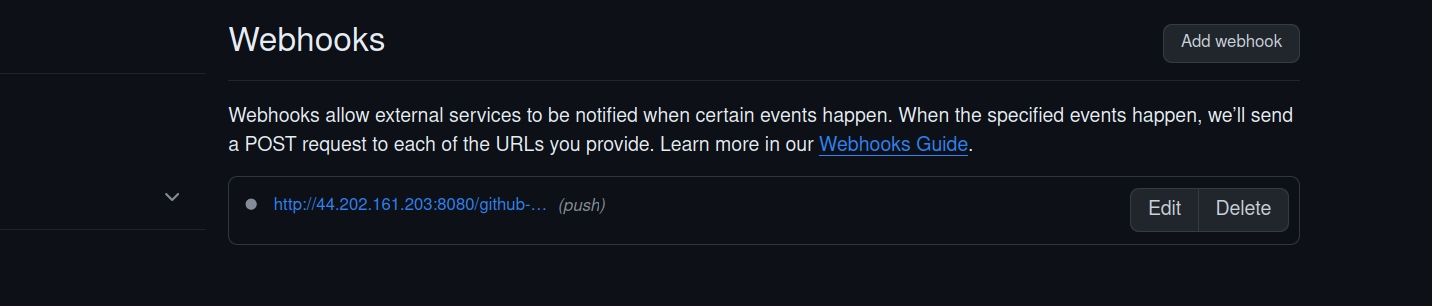 Webhooks
Add webhook
Webhooks allow external services to be notified when certain events happen. When the specified events happen, we’ll send
a POST request to each of the URLs you provide. Learn more in our Webhooks Guide.
http://44.202.161.203:8080/github-… (push)
Edit
Delete